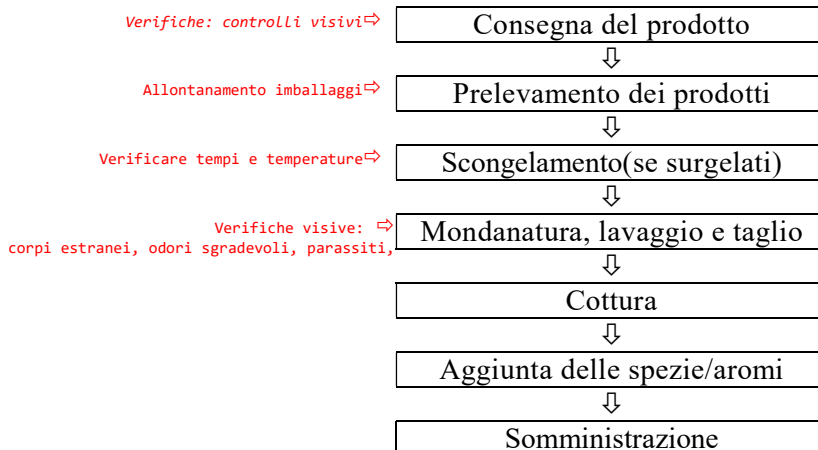 Verifiche: controlli visivi⇨ Consegna del prodotto
Allontanamento imballaggi⇨ Prelevamento dei prodotti
Verificare tempi e temperature⇨ Scongelamento(se surgelati)
Verifiche visive: ⇨
corpi estranei, odori sgradevoli, parassiti,
Mondanatura, lavaggio e taglio
Cottura
Aggiunta delle spezie/aromi
Somministrazione